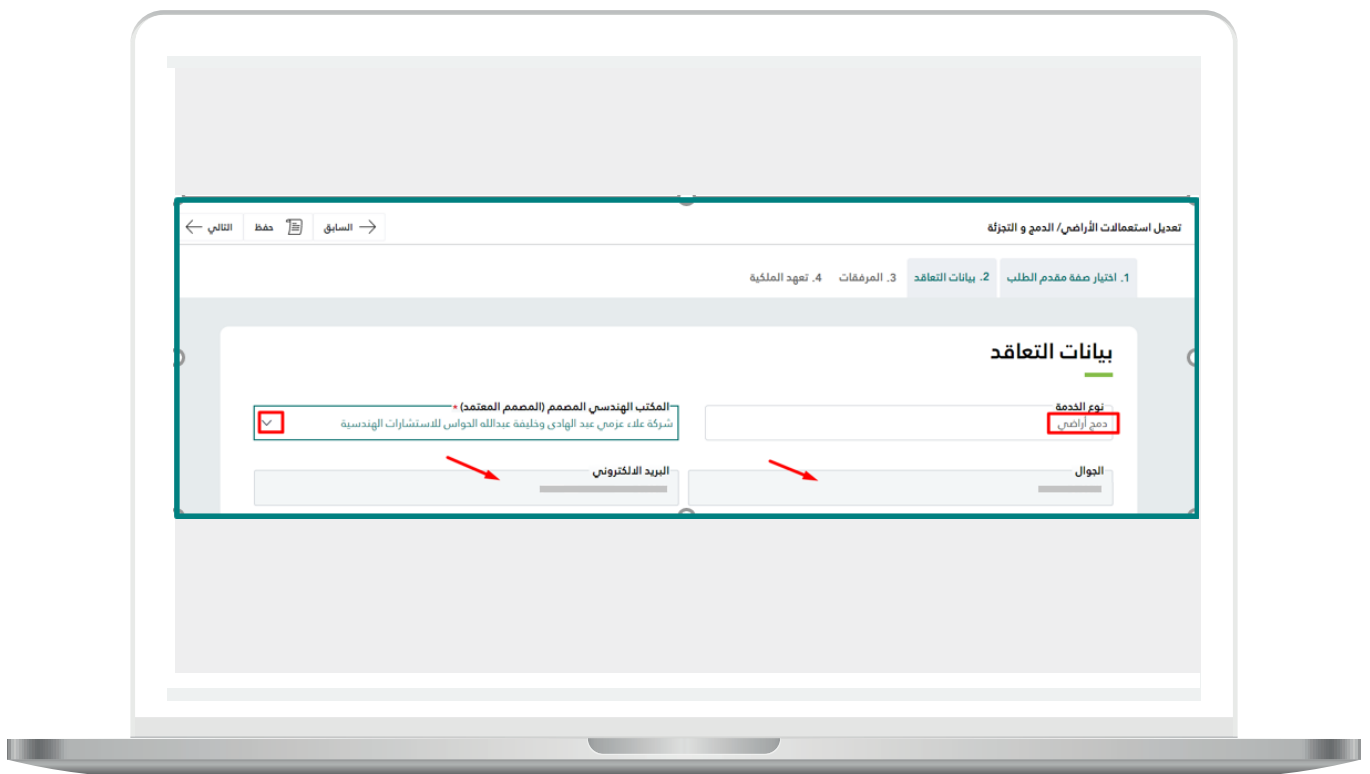 تعديل استعمالات الأراضي/ الدمج و التجزئة
السابق
حفظ
التالي
1. اختيار صفة مقدم الطلب
2. بيانات التعاقد
3. المرفقات
4. تعهد الملكية
بيانات التعاقد
نوع الخدمة
دمج أراضي
المكتب الهندسي المصمم (المصمم المعتمد) *
شركة علاء عزمي عبد الهادى وخليفة عبدالله الحواس للاستشارات الهندسية
الجوال
البريد الالكتروني